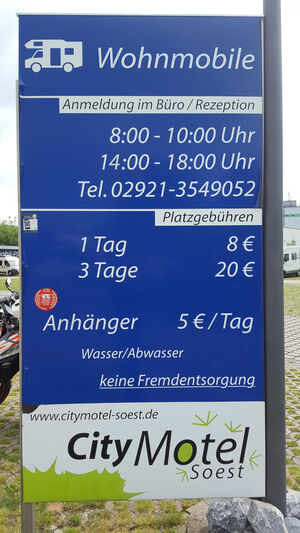 Wohnmobile
Anmeldung im Büro / Rezeption
8:00 - 10:00 Uhr
14:00 - 18:00 Uhr
Tel. 02921-3549052
Platzgebühren
1 Tag 8 €
3 Tage 20 €
Anhänger 5 € / Tag
Wasser/Abwasser
keine Fremdentsorgung
www.citymotel-soest.de
City Motel
Soest